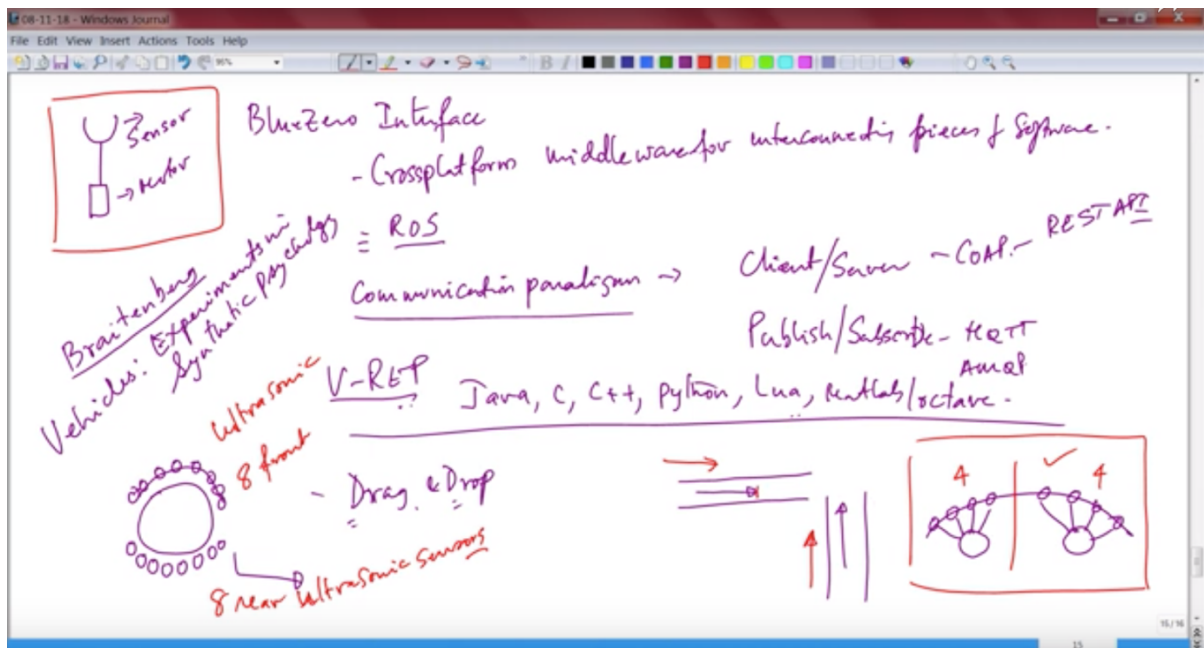 08-11-18 - Windows Journal
File Edit View Insert Actions Tools Help
95%
B I
Sensor
Motor
BlueZero Interface
- Crossplatform middleware for interconnecting pieces of Software.
≡ ROS
Braitenberg
Vehicles: Experiments in
Synthetic psychology
Communication paradigm → Client/Server - COAP - REST API
Publish/Subscribe - MQTT
AMQP
V-REP Java, C, C++, python, Lua, Matlab/octave.
Ultrasonic
8 front
- Drag & Drop
8 rear Ultrasonic sensors
4 4
15/16
15